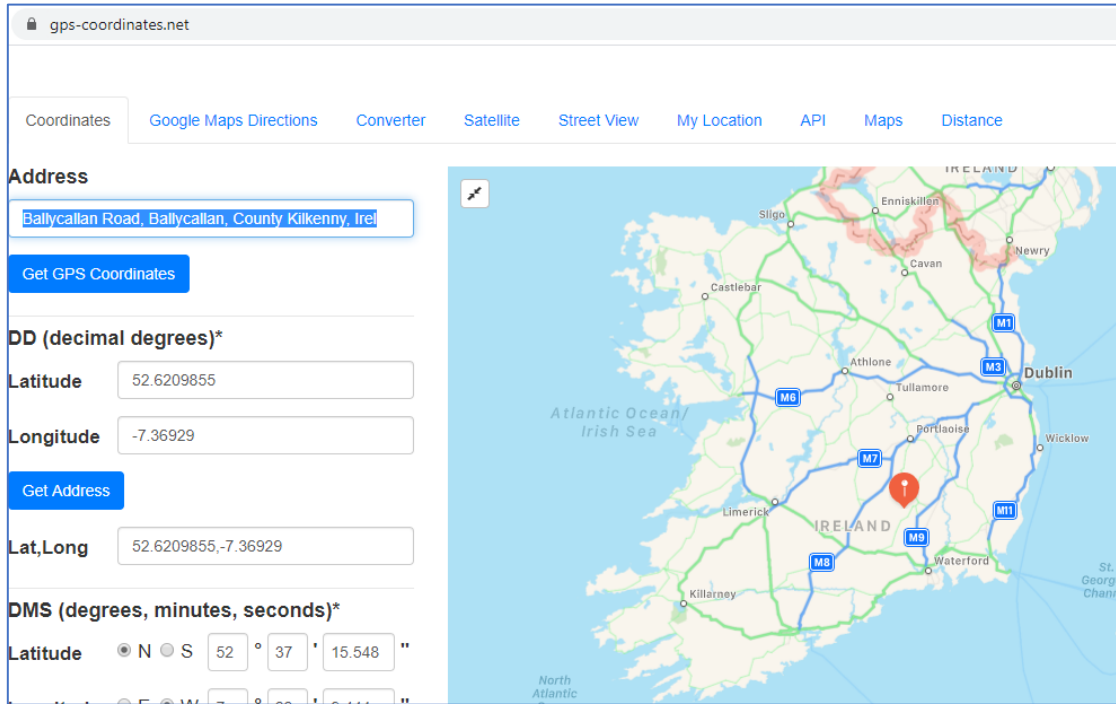 gps-coordinates.net
Coordinates Google Maps Directions Converter Satellite Street View My Location API Maps Distance
Address
Ballycallan Road, Ballycallan, County Kilkenny, Irel
Get GPS Coordinates
DD (decimal degrees)*
Latitude 52.6209855
Longitude -7.36929
Get Address
Lat,Long 52.6209855,-7.36929
DMS (degrees, minutes, seconds)*
Latitude N S 52 ° 37 ' 15.548 "
IRELAND
Sligo
Enniskillen
Newry
Cavan
Castlebar
M1
Athlone
M3
Dublin
Tullamore
M6
Atlantic Ocean/
Irish Sea
Portlaoise
Wicklow
M7
Limerick
IRELAND
M11
M9
M8
Waterford
St.
Georg
Chann
Killarney
North
Atlantic